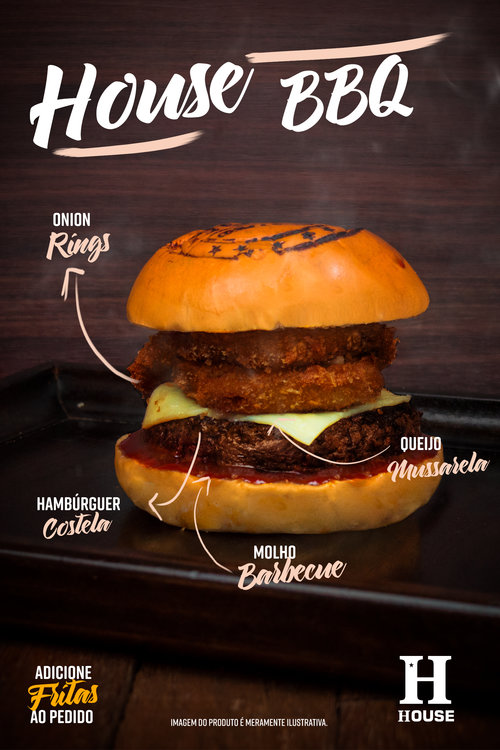 House BBQ
ONION
Rings
QUEIJO
Mussarela
HAMBÚRGUER
Costela
MOLHO
Barbecue
ADICIONE
Fritas
AO PEDIDO
IMAGEM DO PRODUTO É MERAMENTE ILUSTRATIVA.
H
HOUSE